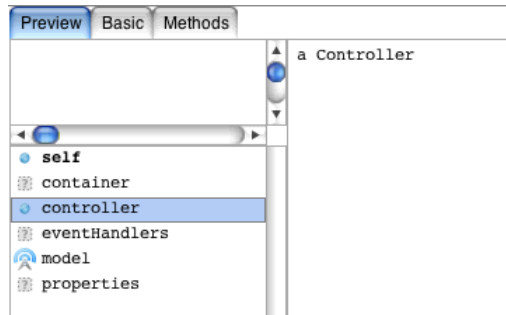 Preview Basic Methods
a Controller
self
container
controller
eventHandlers
model
properties